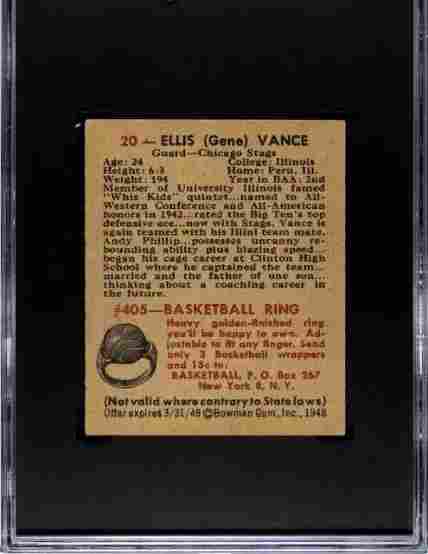 20 — ELLIS (Gene) VANCE
Guard—Chicago Stags
Age: 24 College: Illinois
Height: 6-3 Home: Peru, Ill.
Weight: 194 Year in BAA: 2nd
Member of University Illinois famed
"Whiz Kids" quintet...named to All-
Western Conference and All-American
honors in 1942...rated the Big Ten's top
defensive ace...now with Stags, Vance is
again teamed with his Illini team mate,
Andy Phillip...possesses uncanny re-
bounding ability plus blazing speed...
began his cage career at Clinton High
School where he captained the team...
married and the father of one son...
thinking about a coaching career in
the future.
#405—BASKETBALL RING
Heavy golden-finished ring
you'll be happy to own. Ad-
justable to fit any finger. Send
only 3 Basketball wrappers
and 15c to:
BASKETBALL, P. O. Box 267
New York 8, N. Y.
(Not valid where contrary to State laws)
Offer expires 3/31/49 ©Bowman Gum, Inc., 1948